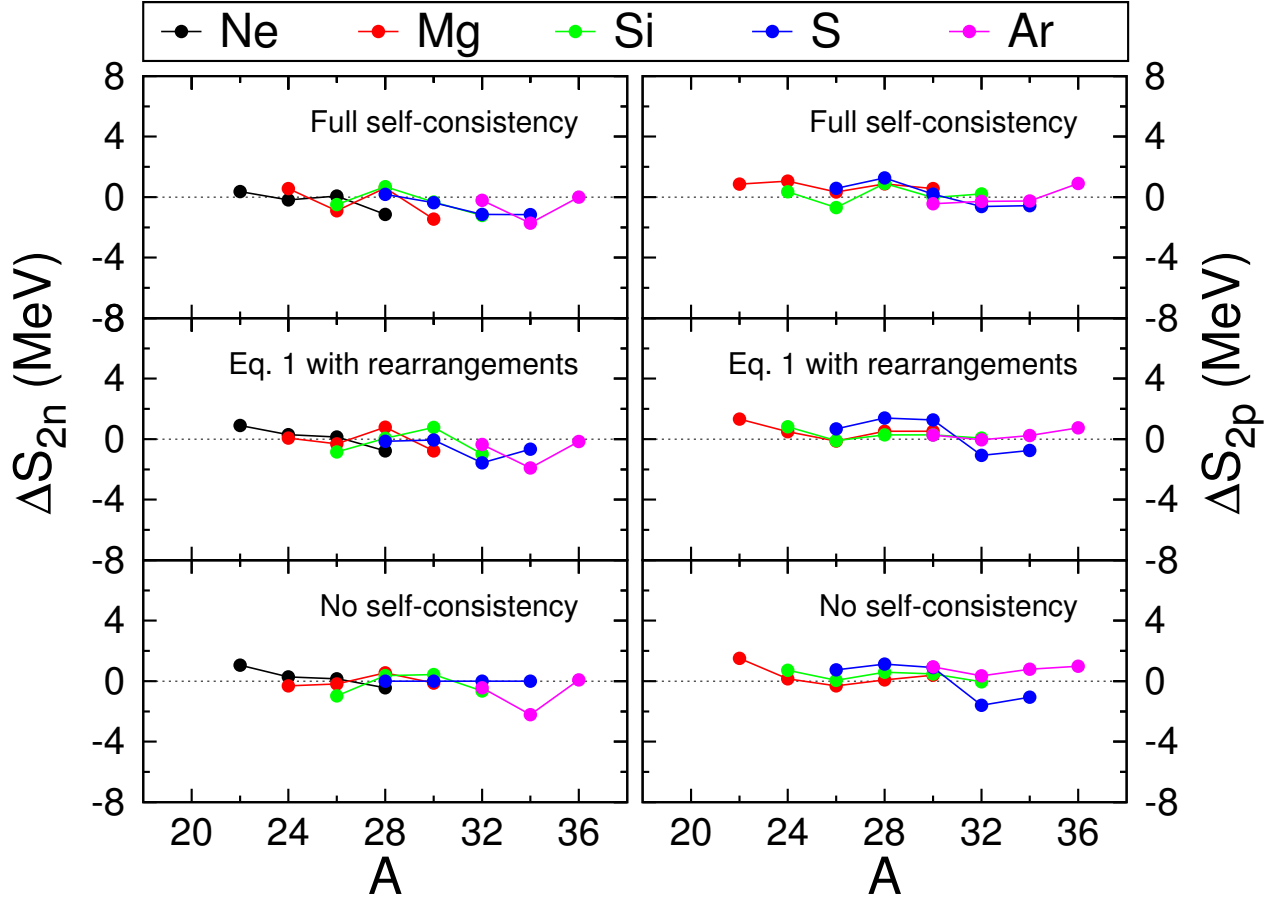 Ne Mg Si S Ar
8 Full self-consistency Full self-consistency 8
4 4
0 0
-4 -4
-8 -8
Eq. 1 with rearrangements Eq. 1 with rearrangements
4 4
0 0
-4 -4
-8 -8
No self-consistency No self-consistency
4 4
0 0
-4 -4
-8 -8
20 24 28 32 36 20 24 28 32 36
A A
ΔS2n (MeV)
ΔS2p (MeV)